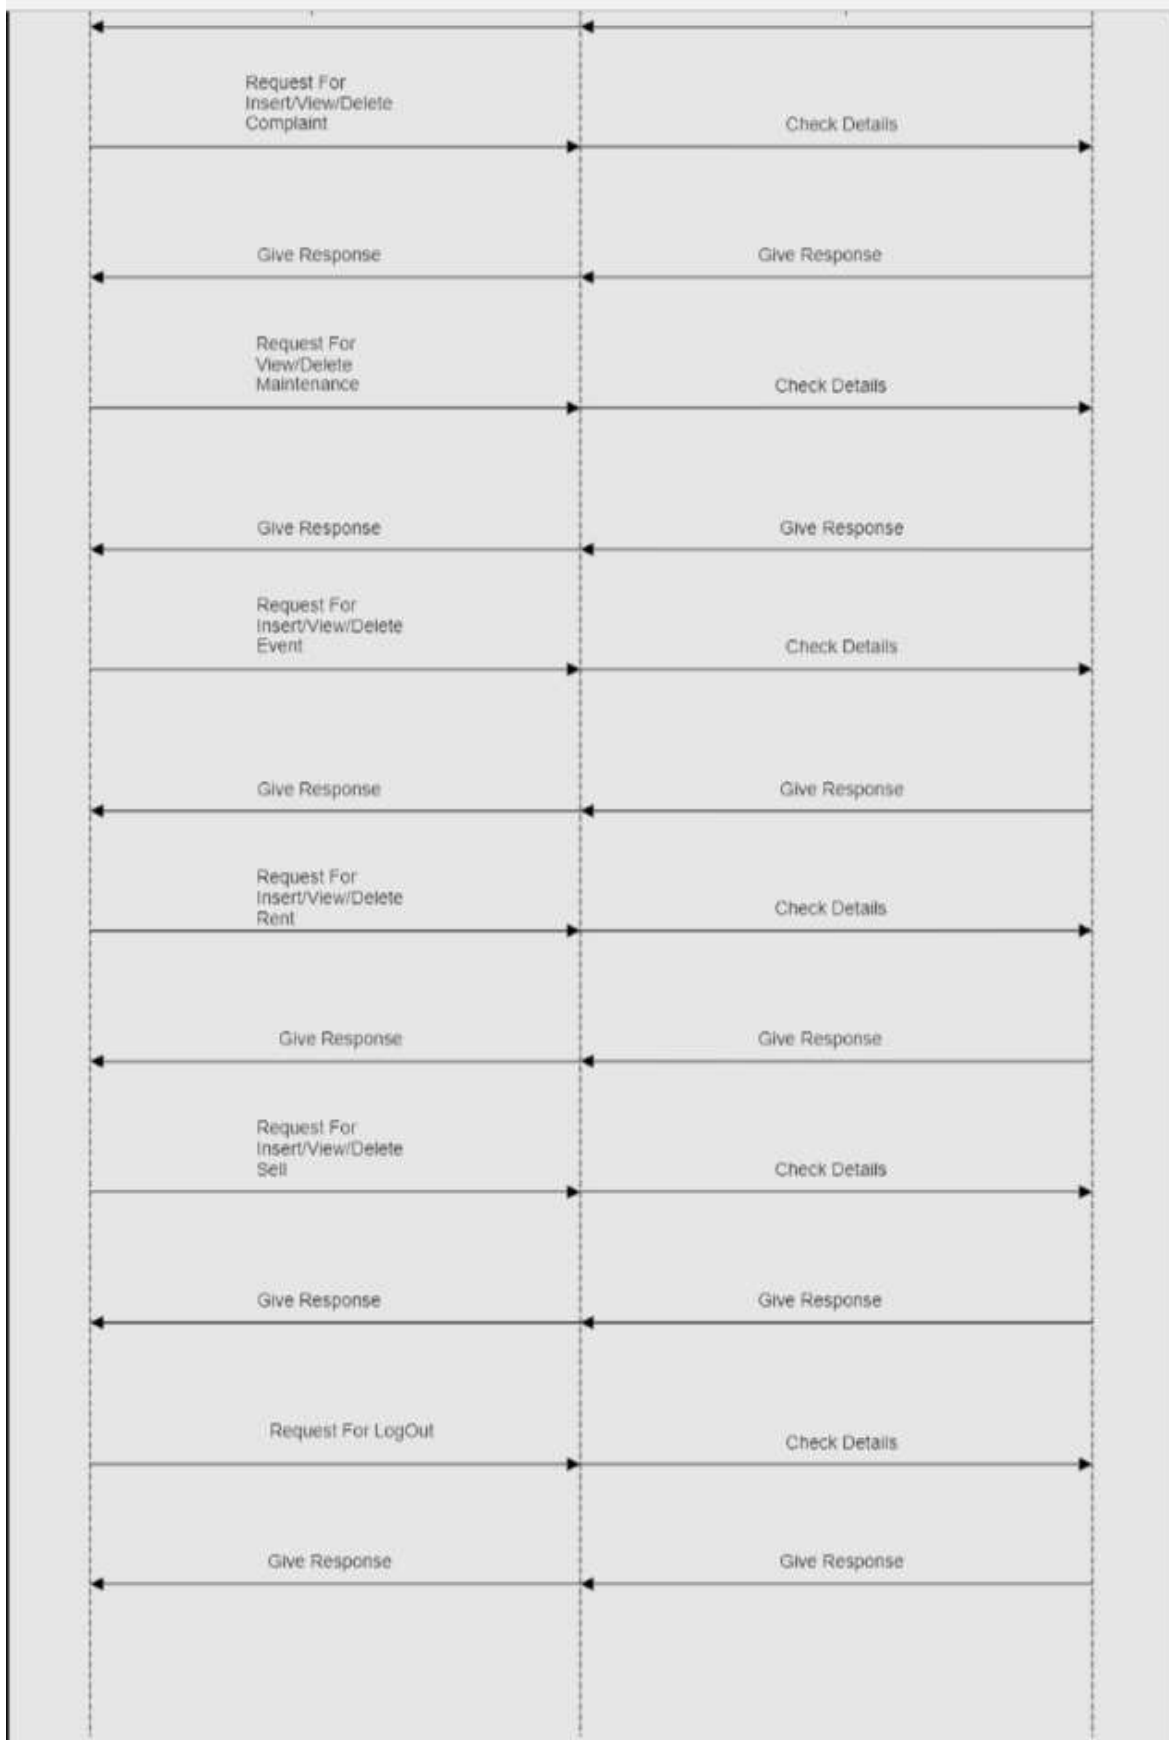 Request For
Insert/View/Delete
Complaint
Check Details
Give Response
Give Response
Request For
View/Delete
Maintenance
Check Details
Give Response
Give Response
Request For
Insert/View/Delete
Event
Check Details
Give Response
Give Response
Request For
Insert/View/Delete
Rent
Check Details
Give Response
Give Response
Request For
Insert/View/Delete
Sell
Check Details
Give Response
Give Response
Request For LogOut
Check Details
Give Response
Give Response